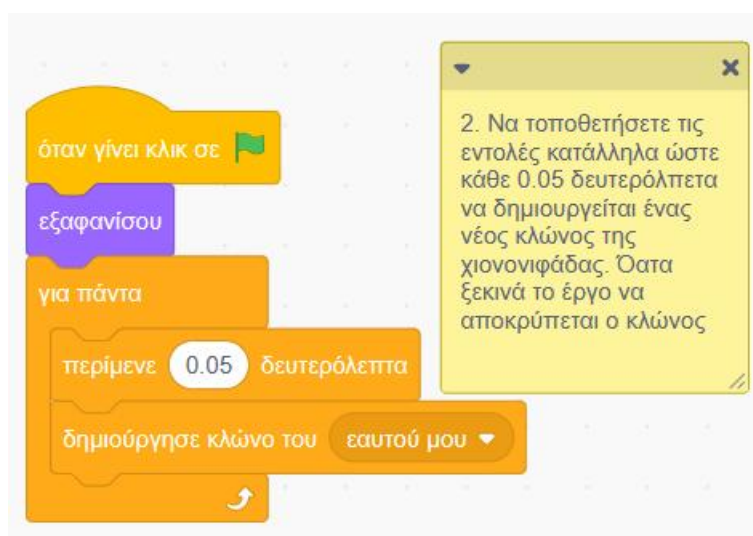 όταν γίνει κλικ σε
εξαφανίσου
για πάντα
περίμενε 0.05 δευτερόλεπτα
δημιούργησε κλώνο του εαυτού μου
2. Να τοποθετήσετε τις
εντολές κατάλληλα ώστε
κάθε 0.05 δευτερόλπετα
να δημιουργείται ένας
νέος κλώνος της
χιονονιφάδας. Όατα
ξεκινά το έργο να
αποκρύπτεται ο κλώνος